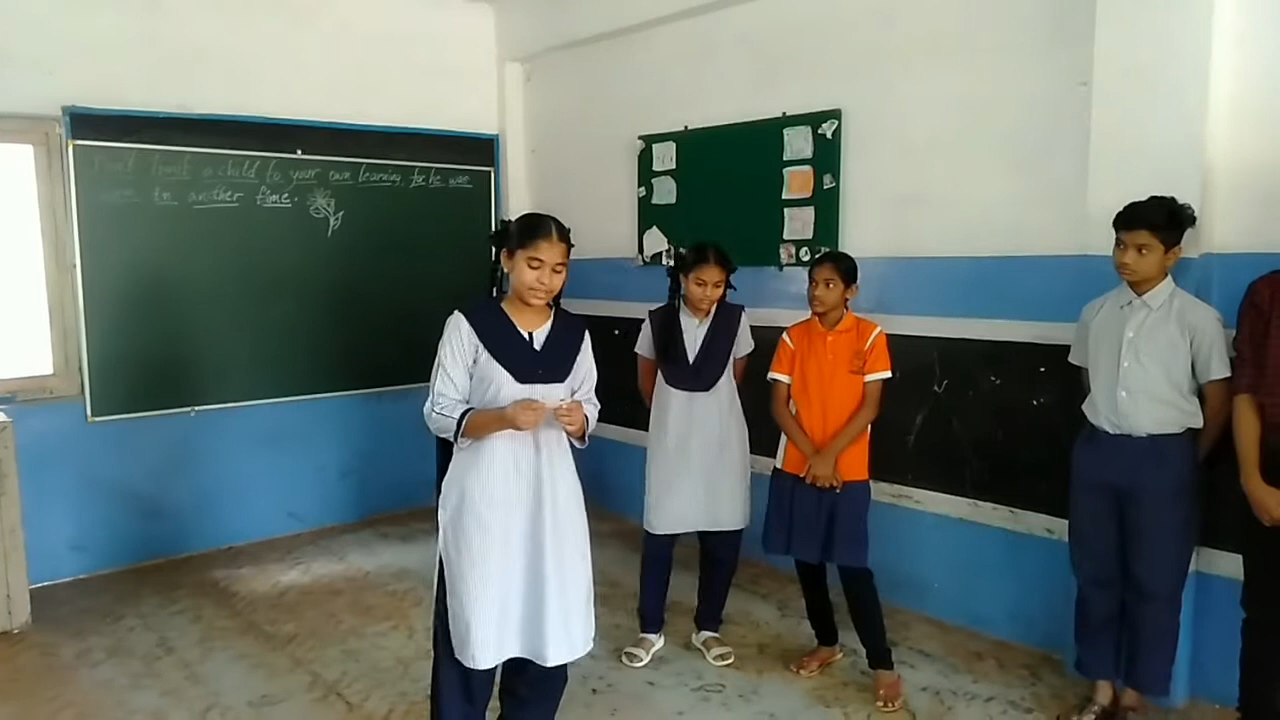 limit a child to your own learning, for he was
in another time.